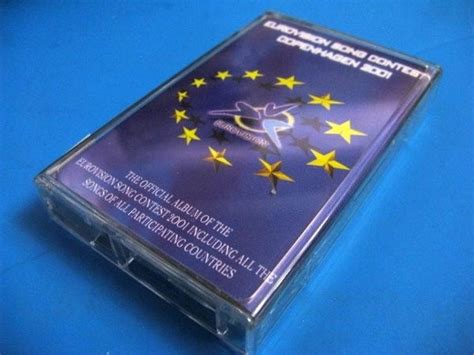 EUROVISION SONG CONTEST
COPENHAGEN 2001
EUROVISION
THE OFFICIAL ALBUM OF THE
EUROVISION SONG CONTEST 2001 INCLUDING ALL THE
SONGS OF ALL PARTICIPATING COUNTRIES